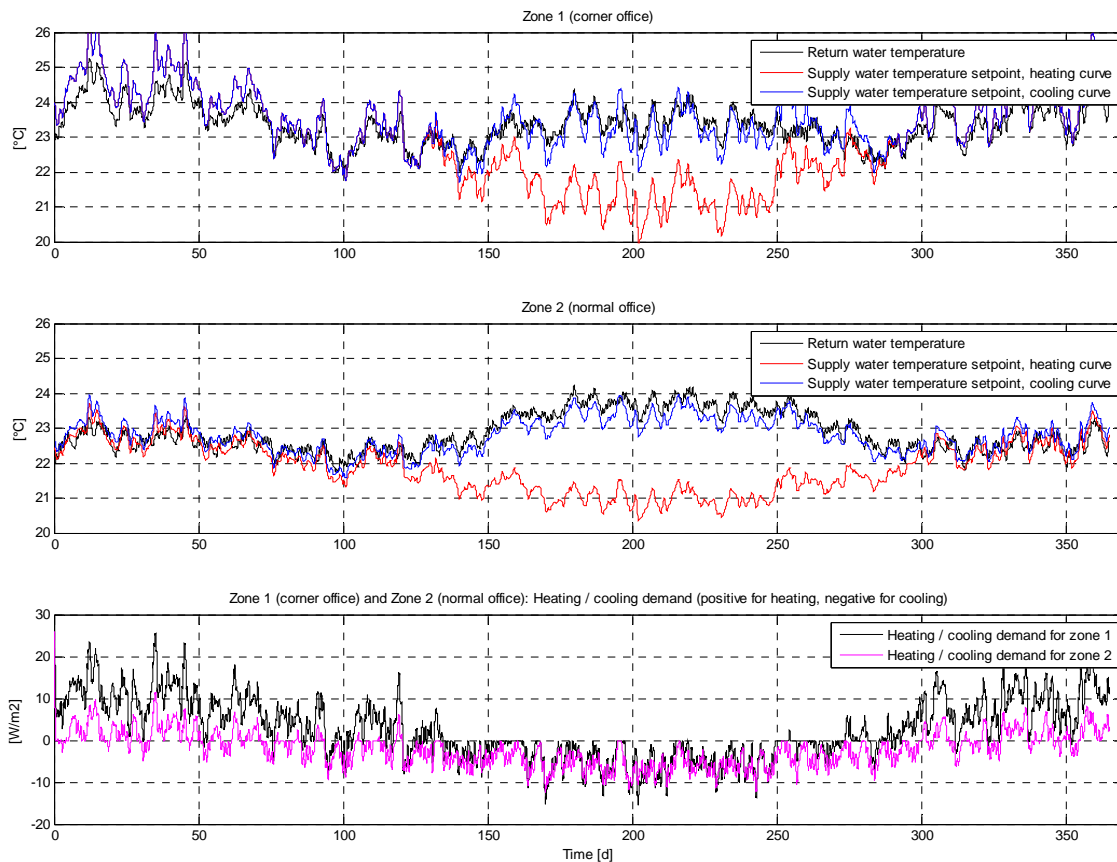 Zone 1 (corner office)
26
25
24
23
22
21
20
[°C]
0 50 100 150 200 250 300 350
Return water temperature
Supply water temperature setpoint, heating curve
Supply water temperature setpoint, cooling curve
Zone 2 (normal office)
26
25
24
23
22
21
20
[°C]
0 50 100 150 200 250 300 350
Return water temperature
Supply water temperature setpoint, heating curve
Supply water temperature setpoint, cooling curve
Zone 1 (corner office) and Zone 2 (normal office): Heating / cooling demand (positive for heating, negative for cooling)
30
20
10
0
-10
-20
[W/m2]
0 50 100 150 200 250 300 350
Heating / cooling demand for zone 1
Heating / cooling demand for zone 2
Time [d]